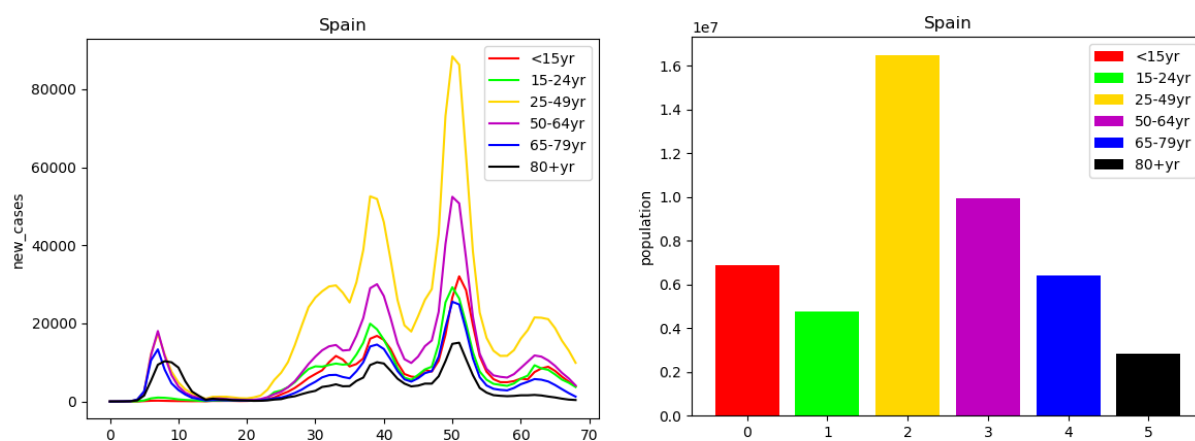 Spain
new_cases
80000
60000
40000
20000
0
0 10 20 30 40 50 60 70
<15yr
15-24yr
25-49yr
50-64yr
65-79yr
80+yr
Spain
1e7
population
1.6
1.4
1.2
1.0
0.8
0.6
0.4
0.2
0.0
0 1 2 3 4 5
<15yr
15-24yr
25-49yr
50-64yr
65-79yr
80+yr